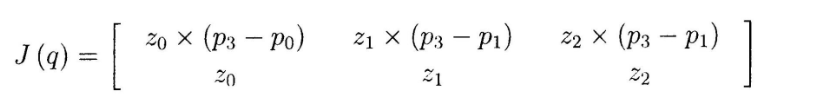 J (q) = [ z₀ × (p₃ − p₀) z₁ × (p₃ − p₁) z₂ × (p₃ − p₁) ]
z₀ z₁ z₂